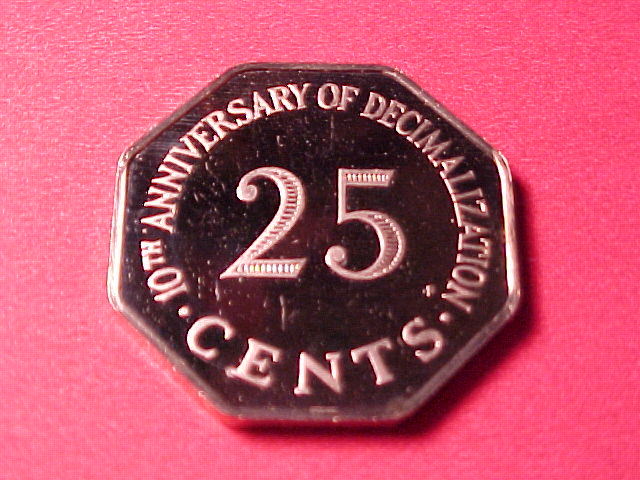 10TH ANNIVERSARY OF DECIMALIZATION
25
· CENTS ·